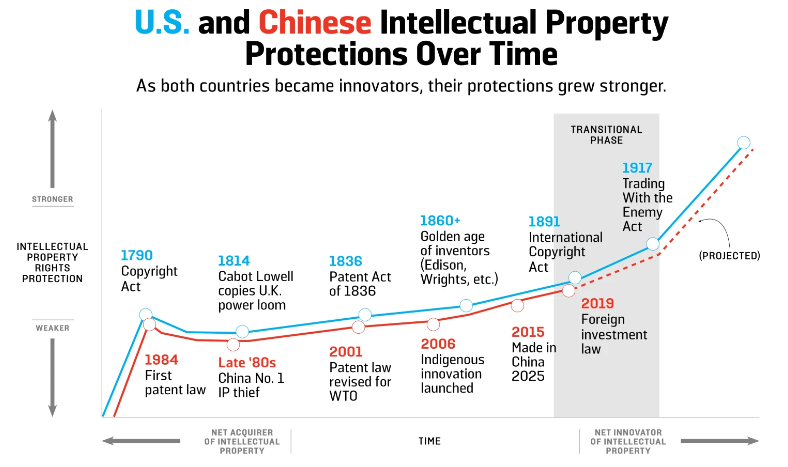 U.S. and Chinese Intellectual Property
Protections Over Time
As both countries became innovators, their protections grew stronger.
TRANSITIONAL
PHASE
STRONGER
INTELLECTUAL
PROPERTY
RIGHTS
PROTECTION
WEAKER
1790
Copyright
Act
1814
Cabot Lowell
copies U.K.
power loom
1836
Patent Act
of 1836
1860+
Golden age
of inventors
(Edison,
Wrights, etc.)
1891
International
Copyright
Act
1917
Trading
With the
Enemy
Act
(PROJECTED)
1984
First
patent law
Late '80s
China No. 1
IP thief
2001
Patent law
revised for
WTO
2006
Indigenous
innovation
launched
2015
Made in
China
2025
2019
Foreign
investment
law
NET ACQUIRER
OF INTELLECTUAL
PROPERTY
TIME
NET INNOVATOR
OF INTELLECTUAL
PROPERTY